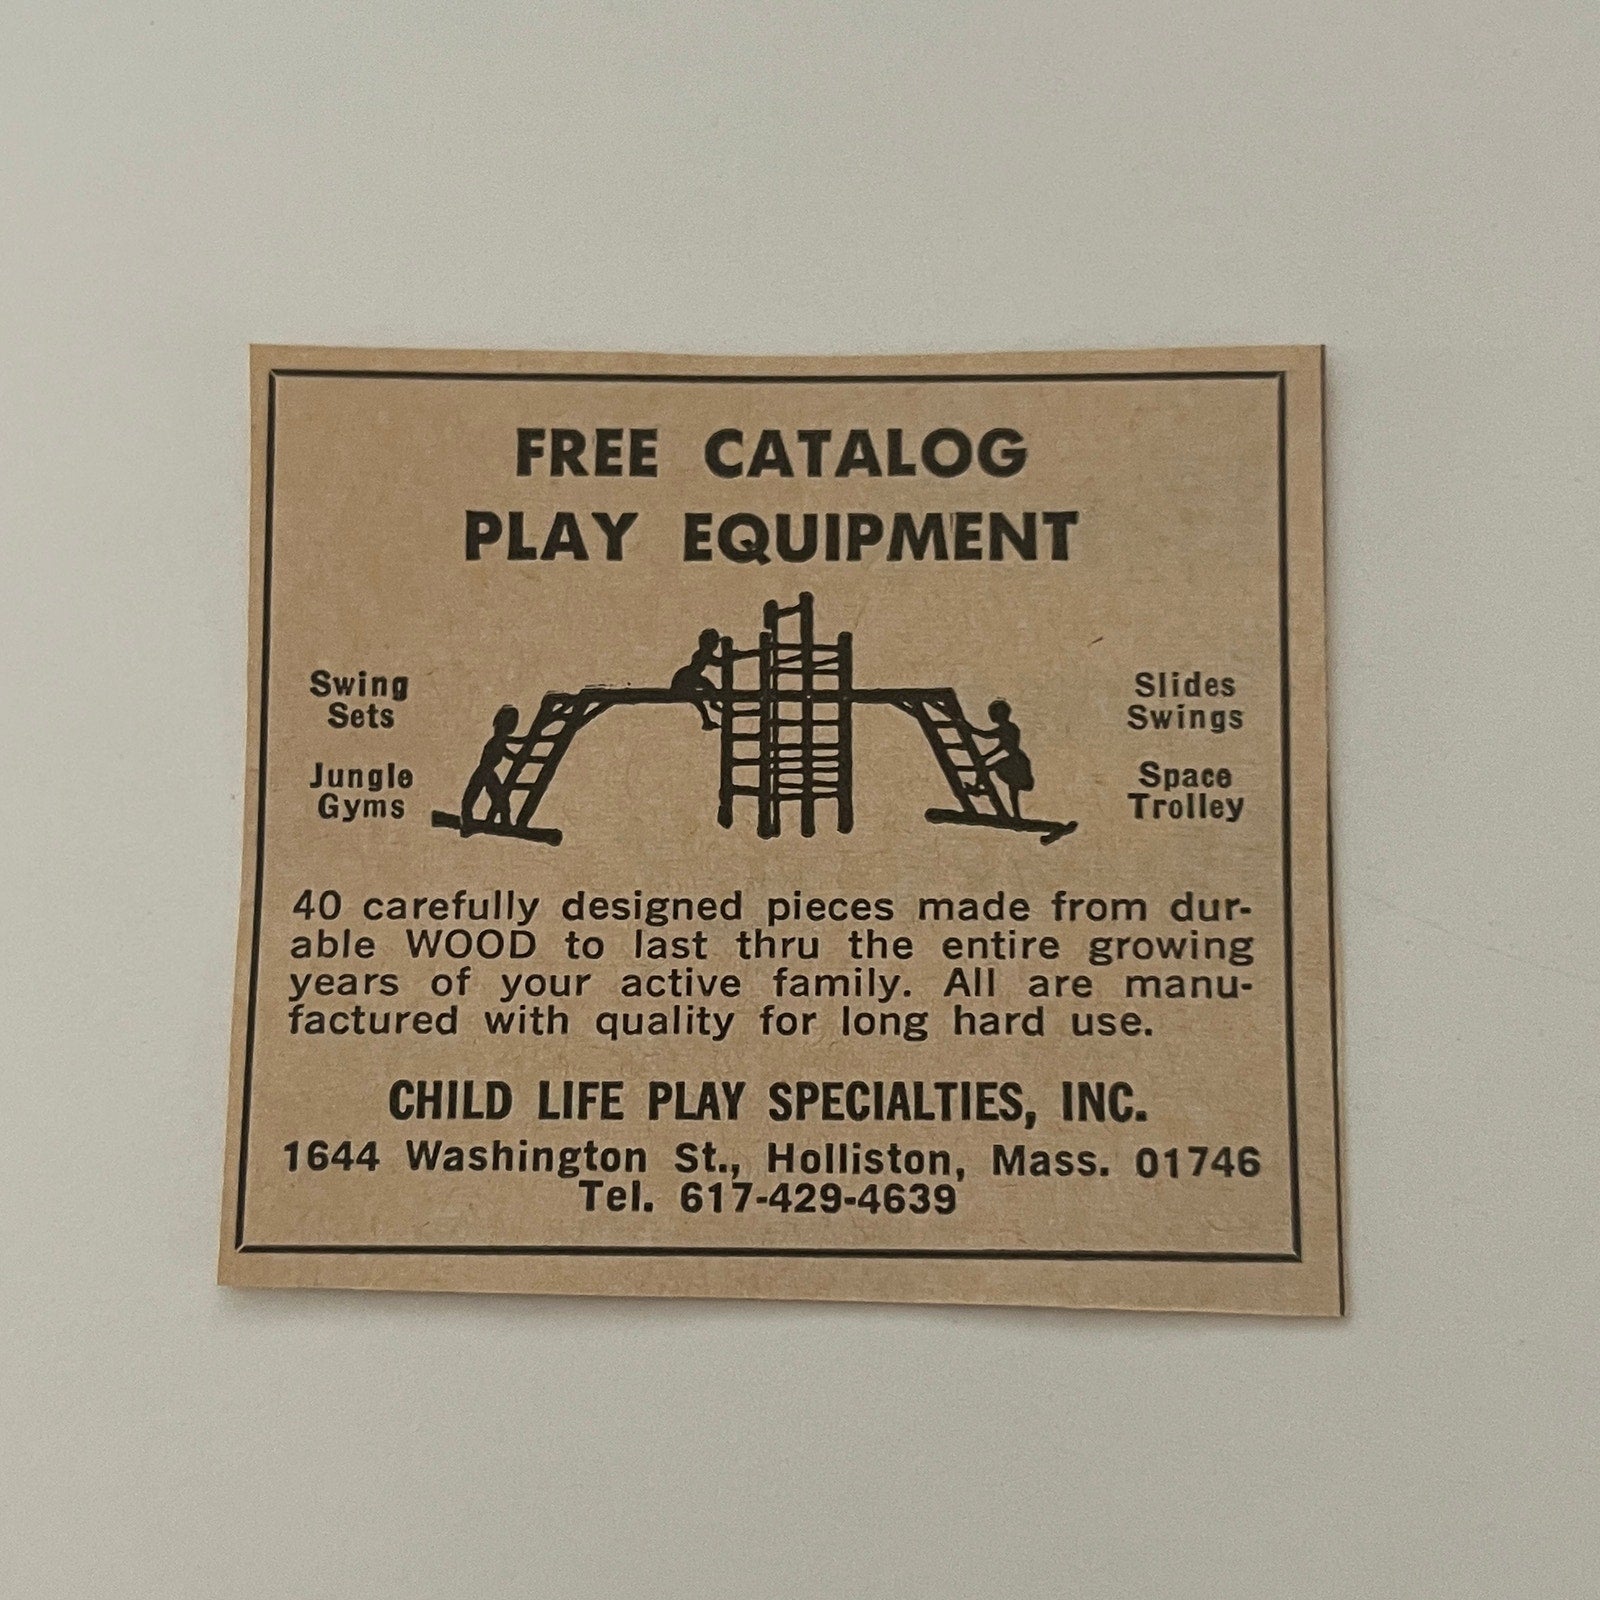 FREE CATALOG
PLAY EQUIPMENT
Swing
Sets
Jungle
Gyms
Slides
Swings
Space
Trolley
40 carefully designed pieces made from dur-
able WOOD to last thru the entire growing
years of your active family. All are manu-
factured with quality for long hard use.
CHILD LIFE PLAY SPECIALTIES, INC.
1644 Washington St., Holliston, Mass. 01746
Tel. 617-429-4639